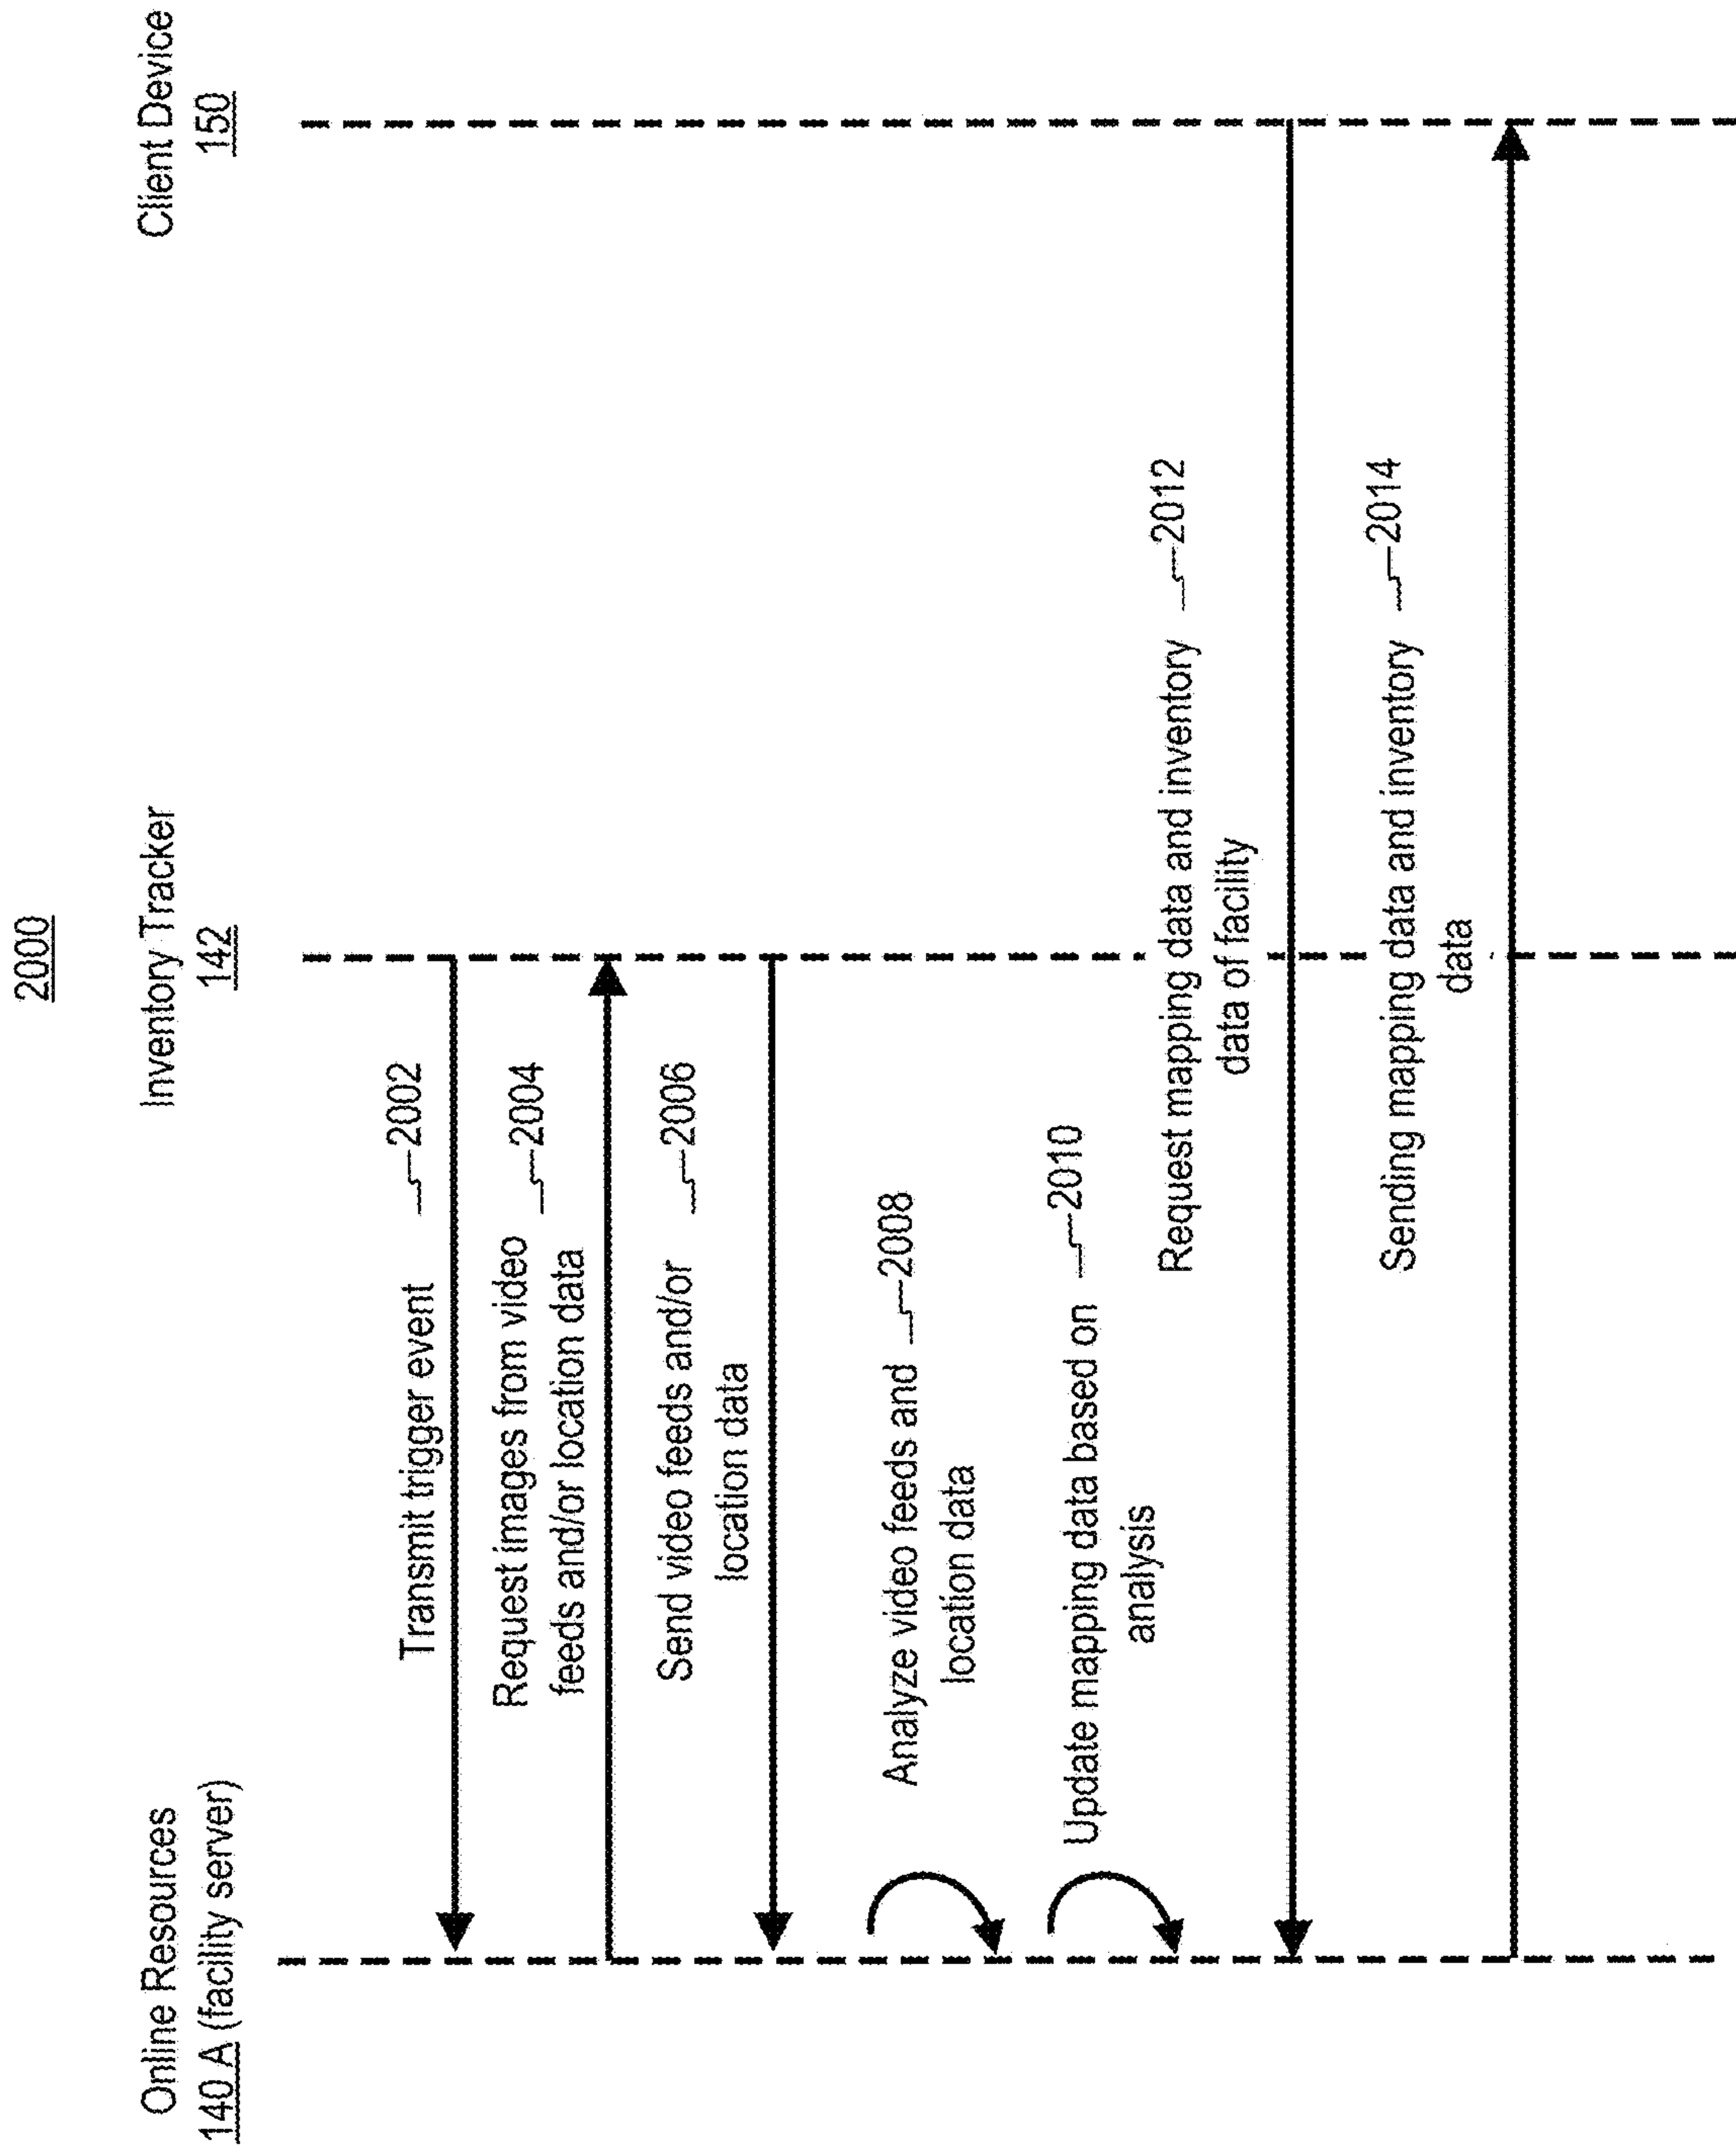 2000
Online Resources
140 A (facility server)
Inventory Tracker
142
Client Device
150
Transmit trigger event 2002
Request images from video 2004
feeds and/or location data
Send video feeds and/or 2006
location data
Analyze video feeds and 2008
location data
Update mapping data based on 2010
analysis
Request mapping data and inventory 2012
data of facility
Sending mapping data and inventory 2014
data